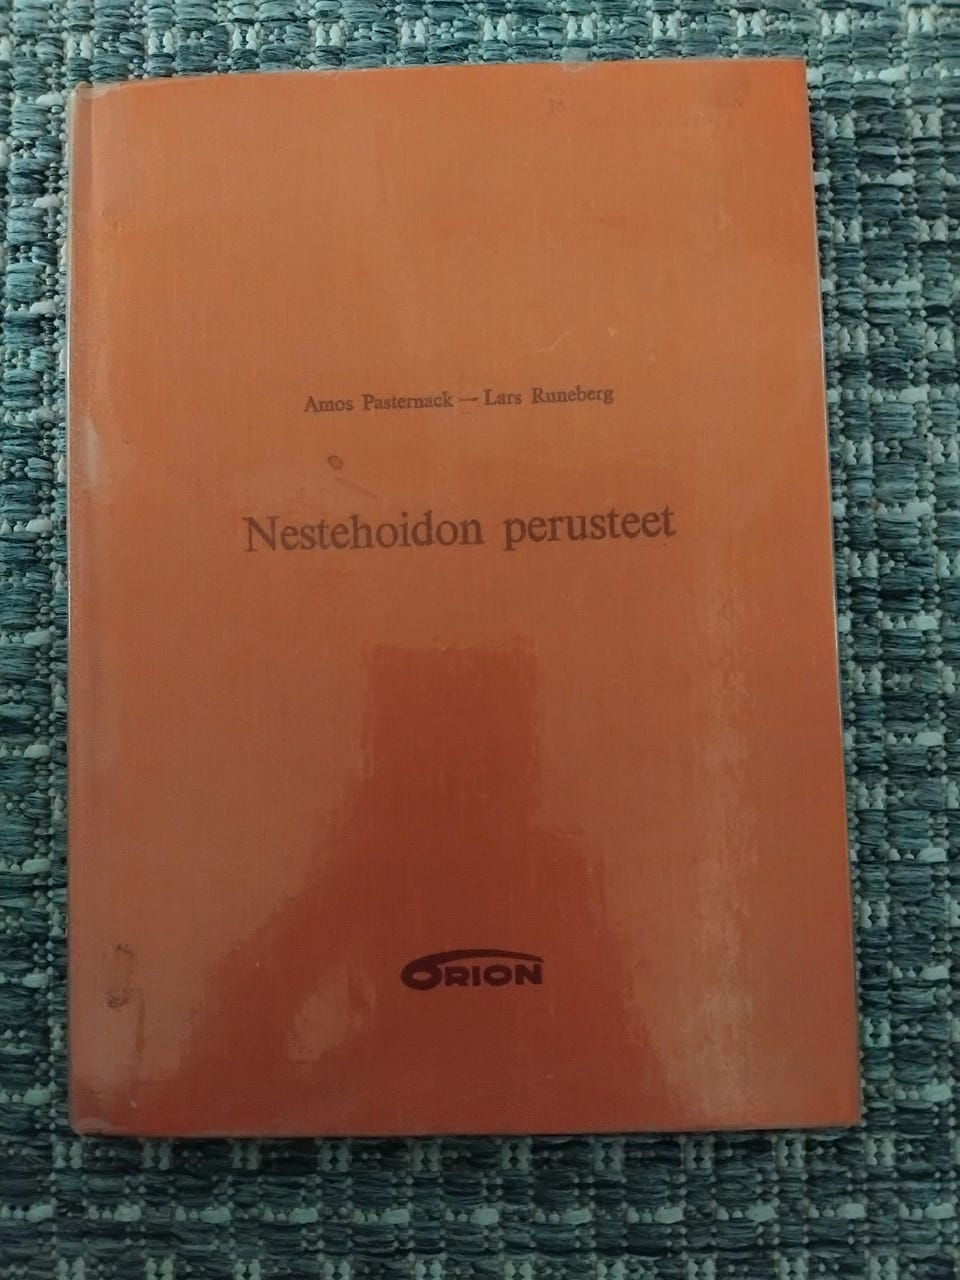 Amos Pasternack — Lars Runeberg
Nestehoidon perusteet
ORION